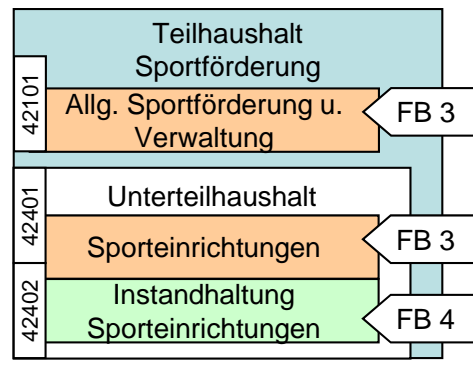 Teilhaushalt
Sportförderung
42101
Allg. Sportförderung u.
Verwaltung
FB 3
Unterteilhaushalt
42401
Sporteinrichtungen
FB 3
42402
Instandhaltung
Sporteinrichtungen
FB 4